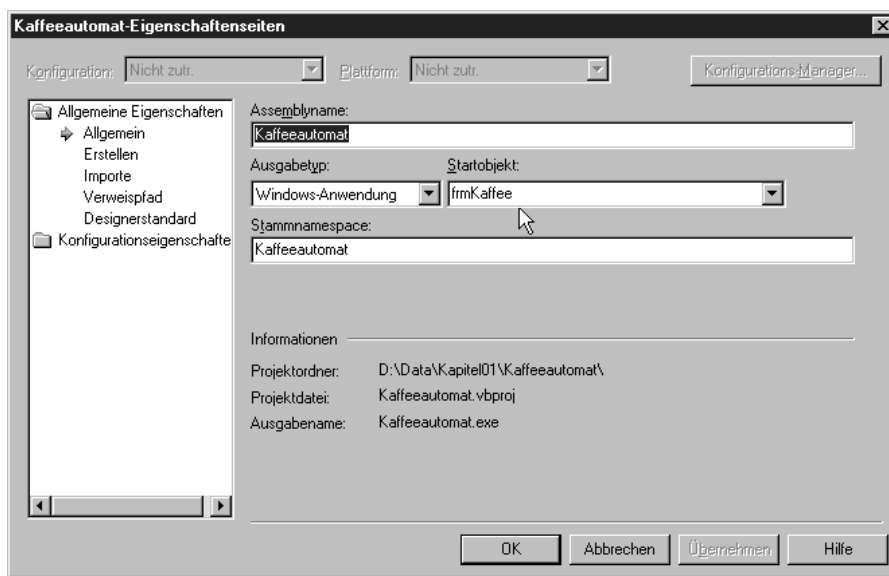 Kaffeeautomat-Eigenschaftenseiten
Konfiguration: Nicht zutr. Plattform: Nicht zutr. Konfigurations-Manager...
Allgemeine Eigenschaften
Allgemein
Erstellen
Importe
Verweispfad
Designerstandard
Konfigurationseigenschafte
Assemblyname:
Kaffeeautomat
Ausgabetyp: Startobjekt:
Windows-Anwendung frmKaffee
Stammnamespace:
Kaffeeautomat
Informationen
Projektordner: D:\Data\Kapitel01\Kaffeeautomat\
Projektdatei: Kaffeeautomat.vbproj
Ausgabename: Kaffeeautomat.exe
OK Abbrechen Übernehmen Hilfe